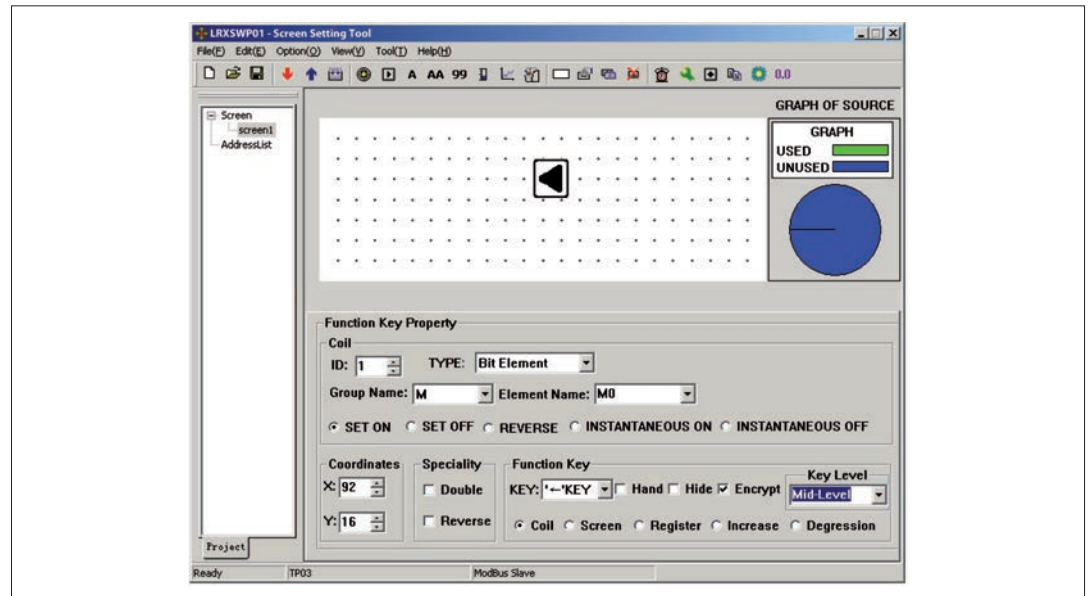 LRXSWP01 - Screen Setting Tool
File(F) Edit(E) Option(O) View(V) Tool(T) Help(H)
A AA 99 0.0
Screen
screen1
AddressList
GRAPH OF SOURCE
GRAPH
USED
UNUSED
Function Key Property
Coil
ID: 1 TYPE: Bit Element
Group Name: M Element Name: M0
SET ON SET OFF REVERSE INSTANTANEOUS ON INSTANTANEOUS OFF
Coordinates Speciality Function Key Key Level
X: 92 Double KEY: '←'KEY Hand Hide Encrypt Mid-Level
Y: 16 Reverse Coil Screen Register Increase Degression
Project
Ready TP03 ModBus Slave